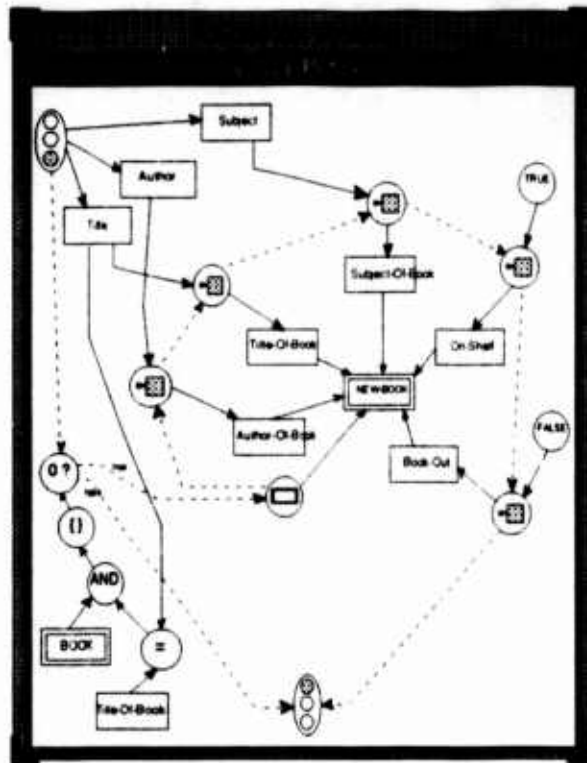 Subject
Author
TRUE
Title
Subject-Of-Book
Title-Of-Book
On-Shelf
NEW-BOOK
FALSE
Author-Of-Book
Book-Out
0 ?
{ }
AND
BOOK
=
Title-Of-Book